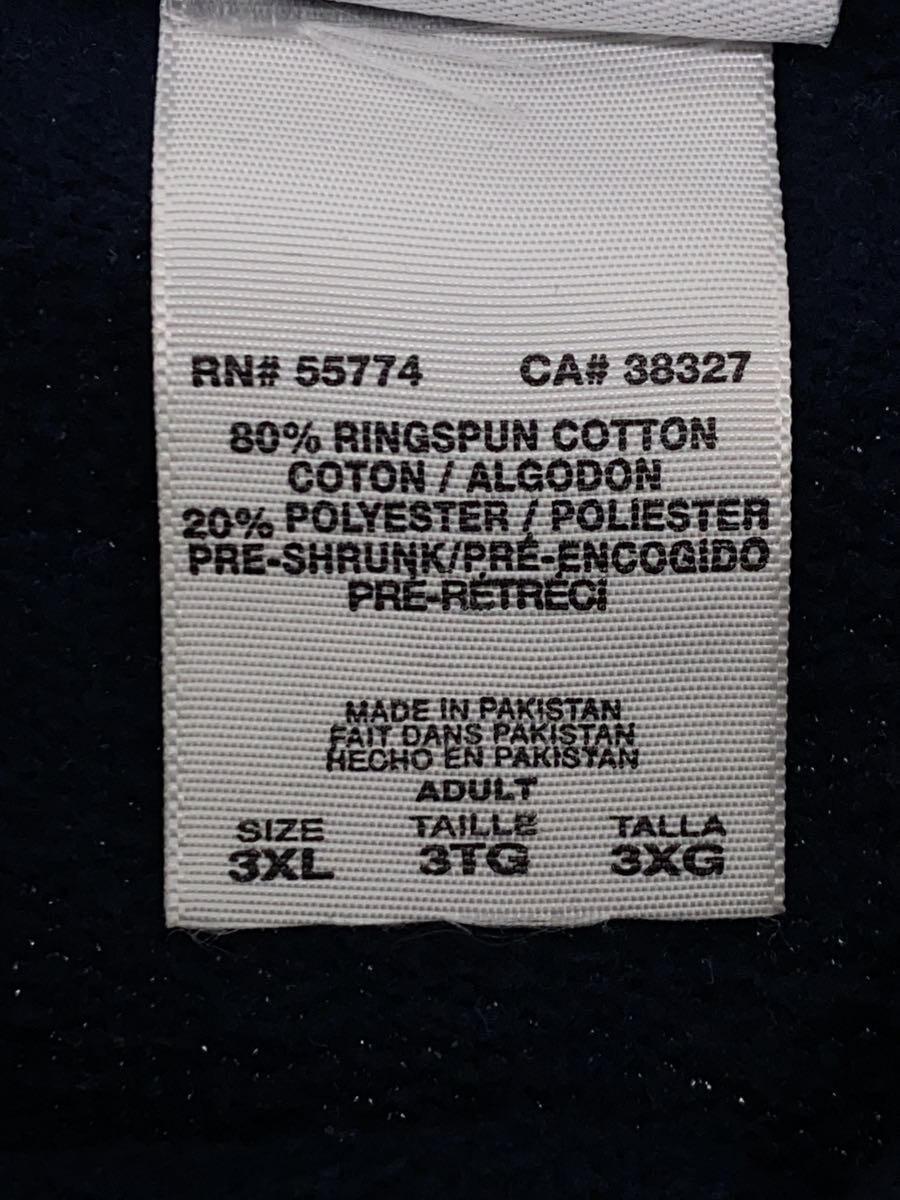 RN# 55774 CA# 38327
80% RINGSPUN COTTON
COTON / ALGODON
20% POLYESTER / POLIESTER
PRE-SHRUNK/PRÉ-ENCOGIDO
PRÉ-RÉTRÉCI
MADE IN PAKISTAN
FAIT DANS PAKISTAN
HECHO EN PAKISTAN
ADULT
SIZE TAILLE TALLA
3XL 3TG 3XG